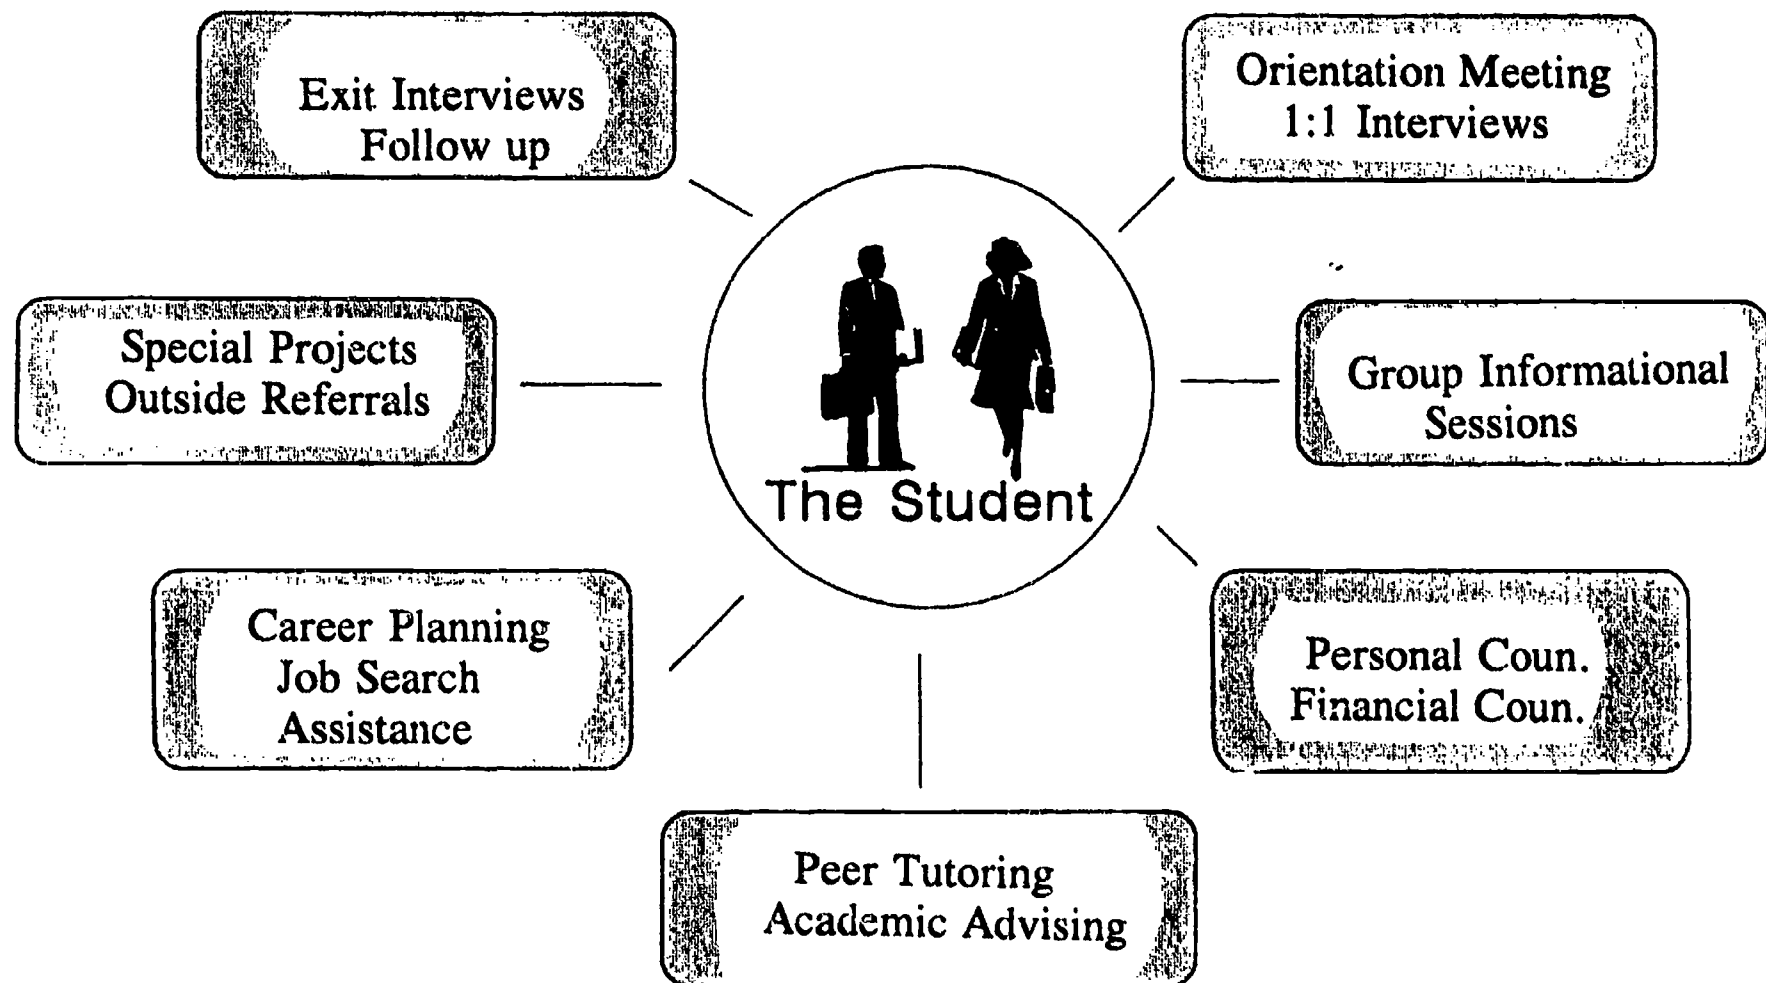 Exit Interviews
Follow up
Orientation Meeting
1:1 Interviews
Special Projects
Outside Referrals
Group Informational
Sessions
The Student
Career Planning
Job Search
Assistance
Personal Coun.
Financial Coun.
Peer Tutoring
Academic Advising